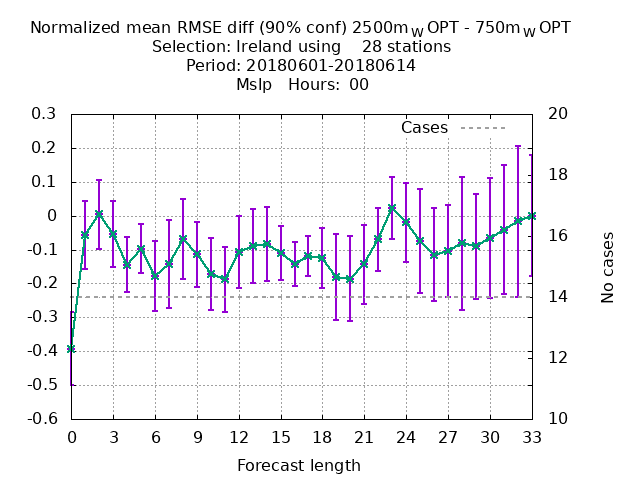 Normalized mean RMSE diff (90% conf) 2500m_W OPT - 750m_W OPT
Selection: Ireland using 28 stations
Period: 20180601-20180614
Mslp Hours: 00
Cases
0.3
0.2
0.1
0
-0.1
-0.2
-0.3
-0.4
-0.5
-0.6
20
18
16
14
12
10
No cases
0 3 6 9 12 15 18 21 24 27 30 33
Forecast length